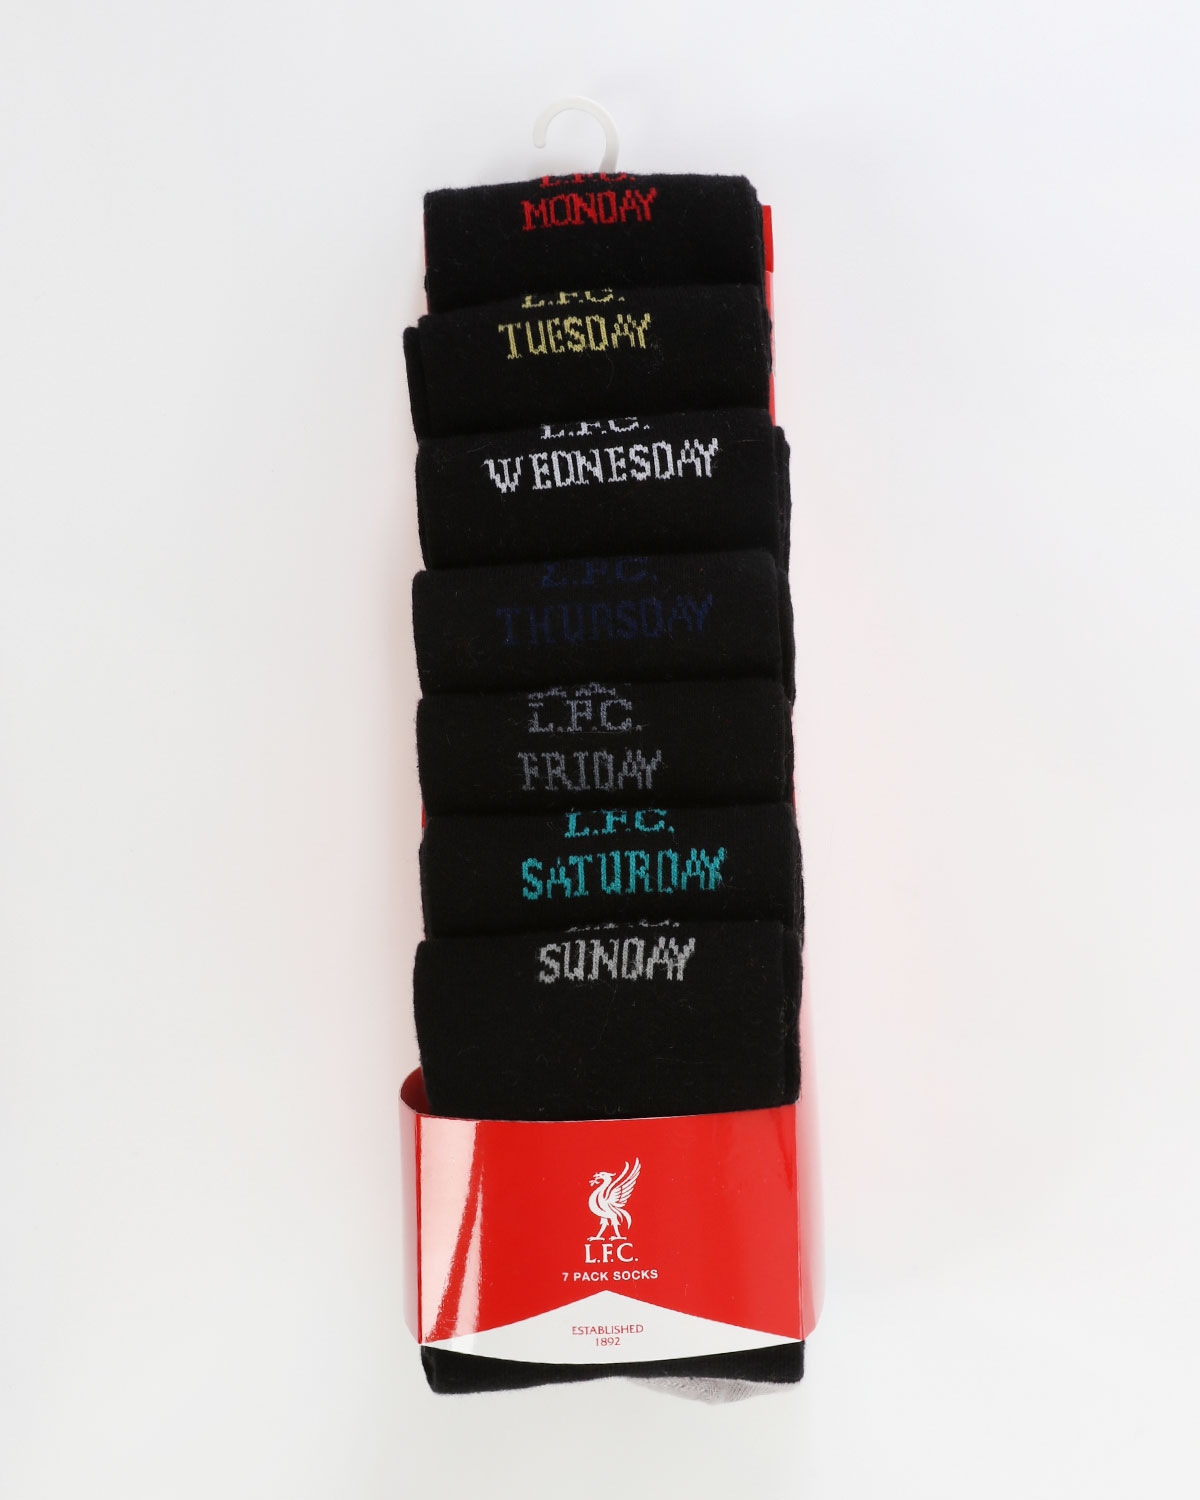 L.F.C.
MONDAY
L.F.C.
TUESDAY
L.F.C.
WEDNESDAY
L.F.C.
THURSDAY
L.F.C.
FRIDAY
L.F.C.
SATURDAY
L.F.C.
SUNDAY
L.F.C.
7 PACK SOCKS
ESTABLISHED
1892